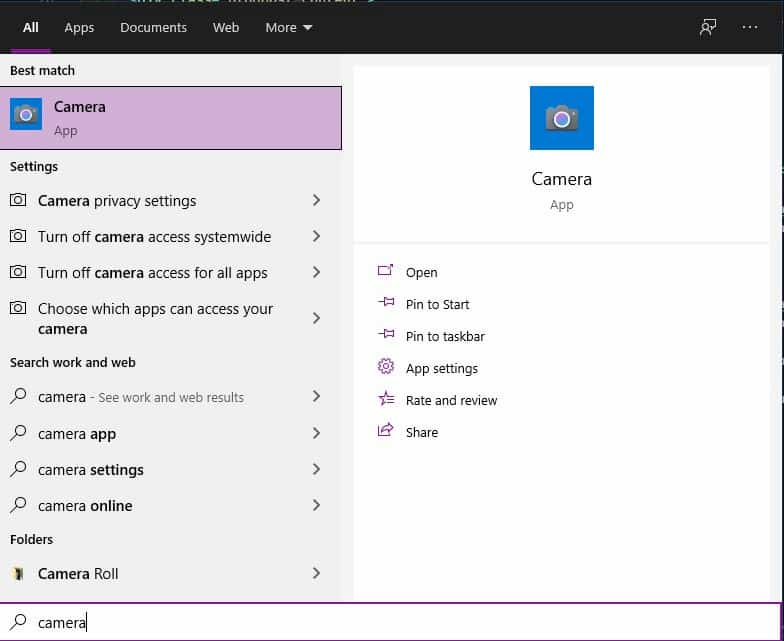 All Apps Documents Web More
Best match
Camera
App
Settings
Camera privacy settings
Turn off camera access systemwide
Turn off camera access for all apps
Choose which apps can access your
camera
Search work and web
camera - See work and web results
camera app
camera settings
camera online
Folders
Camera Roll
camera
Camera
App
Open
Pin to Start
Pin to taskbar
App settings
Rate and review
Share